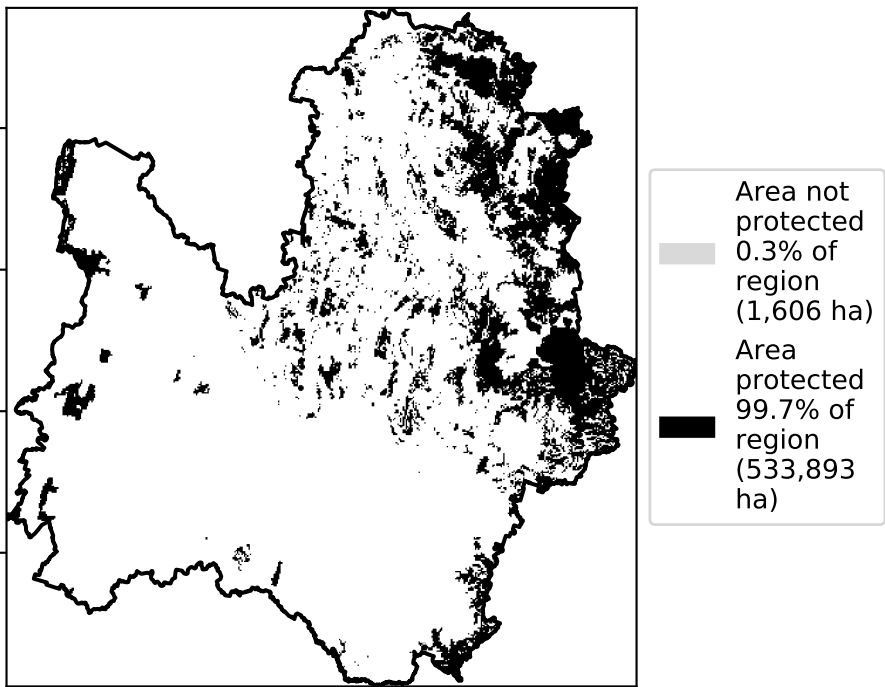 Area not
protected
0.3% of
region
(1,606 ha)
Area
protected
99.7% of
region
(533,893
ha)